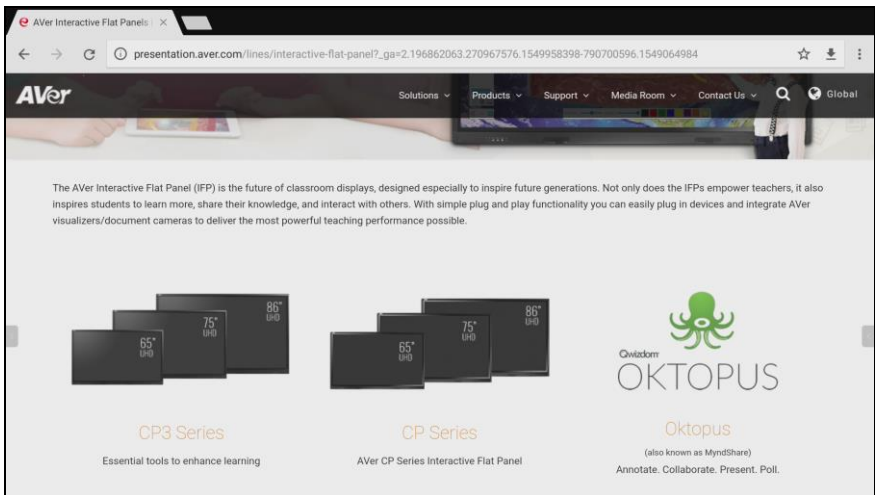 AVer Interactive Flat Panels |
presentation.aver.com/lines/interactive-flat-panel?_ga=2.196862063.270967576.1549958398-790700596.1549064984
AVer Solutions Products Support Media Room Contact Us Global
The AVer Interactive Flat Panel (IFP) is the future of classroom displays, designed especially to inspire future generations. Not only does the IFPs empower teachers, it also
inspires students to learn more, share their knowledge, and interact with others. With simple plug and play functionality you can easily plug in devices and integrate AVer
visualizers/document cameras to deliver the most powerful teaching performance possible.
65" UHD 75" UHD 86" UHD
65" UHD 75" UHD 86" UHD
Qwizdom
OKTOPUS
CP3 Series CP Series Oktopus
(also known as MyndShare)
Essential tools to enhance learning AVer CP Series Interactive Flat Panel Annotate. Collaborate. Present. Poll.